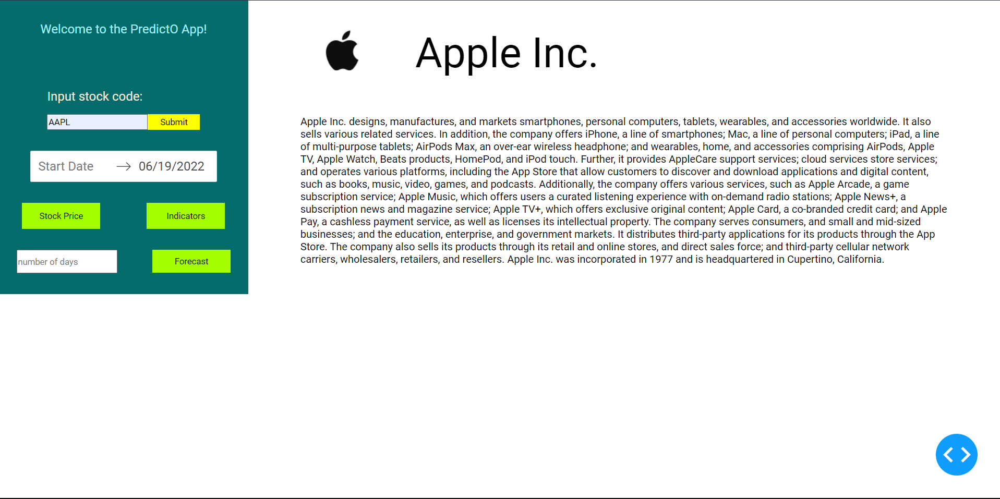 Welcome to the PredictO App!
Input stock code:
AAPL
Submit
Start Date
06/19/2022
Stock Price
Indicators
number of days
Forecast
Apple Inc.
Apple Inc. designs, manufactures, and markets smartphones, personal computers, tablets, wearables, and accessories worldwide. It also
sells various related services. In addition, the company offers iPhone, a line of smartphones; Mac, a line of personal computers; iPad, a line
of multi-purpose tablets; AirPods Max, an over-ear wireless headphone; and wearables, home, and accessories comprising AirPods, Apple
TV, Apple Watch, Beats products, HomePod, and iPod touch. Further, it provides AppleCare support services; cloud services store services;
and operates various platforms, including the App Store that allow customers to discover and download applications and digital content,
such as books, music, video, games, and podcasts. Additionally, the company offers various services, such as Apple Arcade, a game
subscription service; Apple Music, which offers users a curated listening experience with on-demand radio stations; Apple News+, a
subscription news and magazine service; Apple TV+, which offers exclusive original content; Apple Card, a co-branded credit card; and Apple
Pay, a cashless payment service, as well as licenses its intellectual property. The company serves consumers, and small and mid-sized
businesses; and the education, enterprise, and government markets. It distributes third-party applications for its products through the App
Store. The company also sells its products through its retail and online stores, and direct sales force; and third-party cellular network
carriers, wholesalers, retailers, and resellers. Apple Inc. was incorporated in 1977 and is headquartered in Cupertino, California.